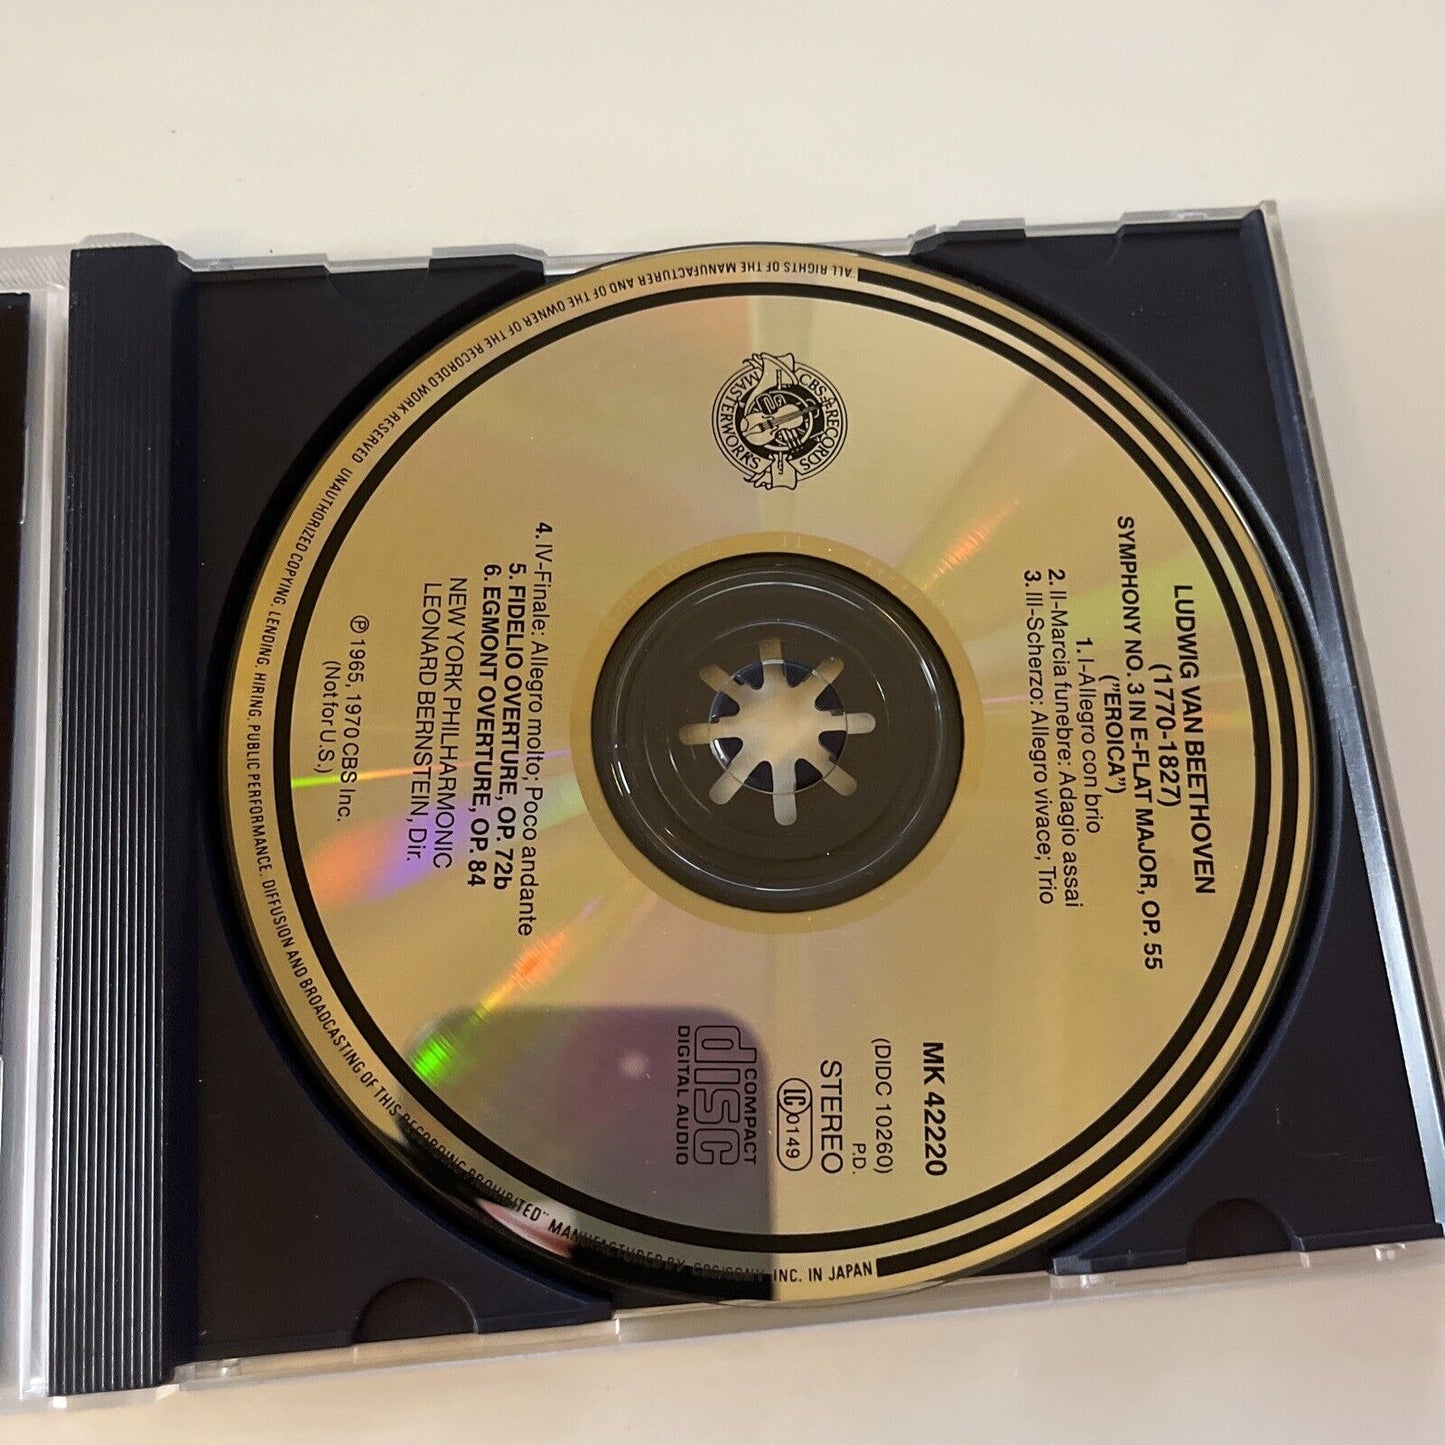 LUDWIG VAN BEETHOVEN
(1770-1827)
SYMPHONY NO. 3 IN E-FLAT MAJOR, OP. 55
("EROICA")
1. I-Allegro con brio
2. II-Marcia funebre: Adagio assai
3. III-Scherzo: Allegro vivace; Trio
CBS RECORDS
MASTERWORKS
MK 42220
(DIDC 10260)
P.D.
STEREO
LC 0149
COMPACT
disc
DIGITAL AUDIO
4. IV-Finale: Allegro molto; Poco andante
5. FIDELIO OVERTURE, OP. 72b
6. EGMONT OVERTURE, OP. 84
NEW YORK PHILHARMONIC
LEONARD BERNSTEIN, Dir.
℗ 1965, 1970 CBS Inc.
(Not for U.S.)
"ALL RIGHTS OF THE MANUFACTURER AND OF THE OWNER OF THE RECORDED WORK RESERVED. UNAUTHORIZED COPYING, LENDING, HIRING, PUBLIC PERFORMANCE, DIFFUSION AND BROADCASTING OF THIS RECORDING PROHIBITED" MANUFACTURED BY CBS/SONY INC. IN JAPAN